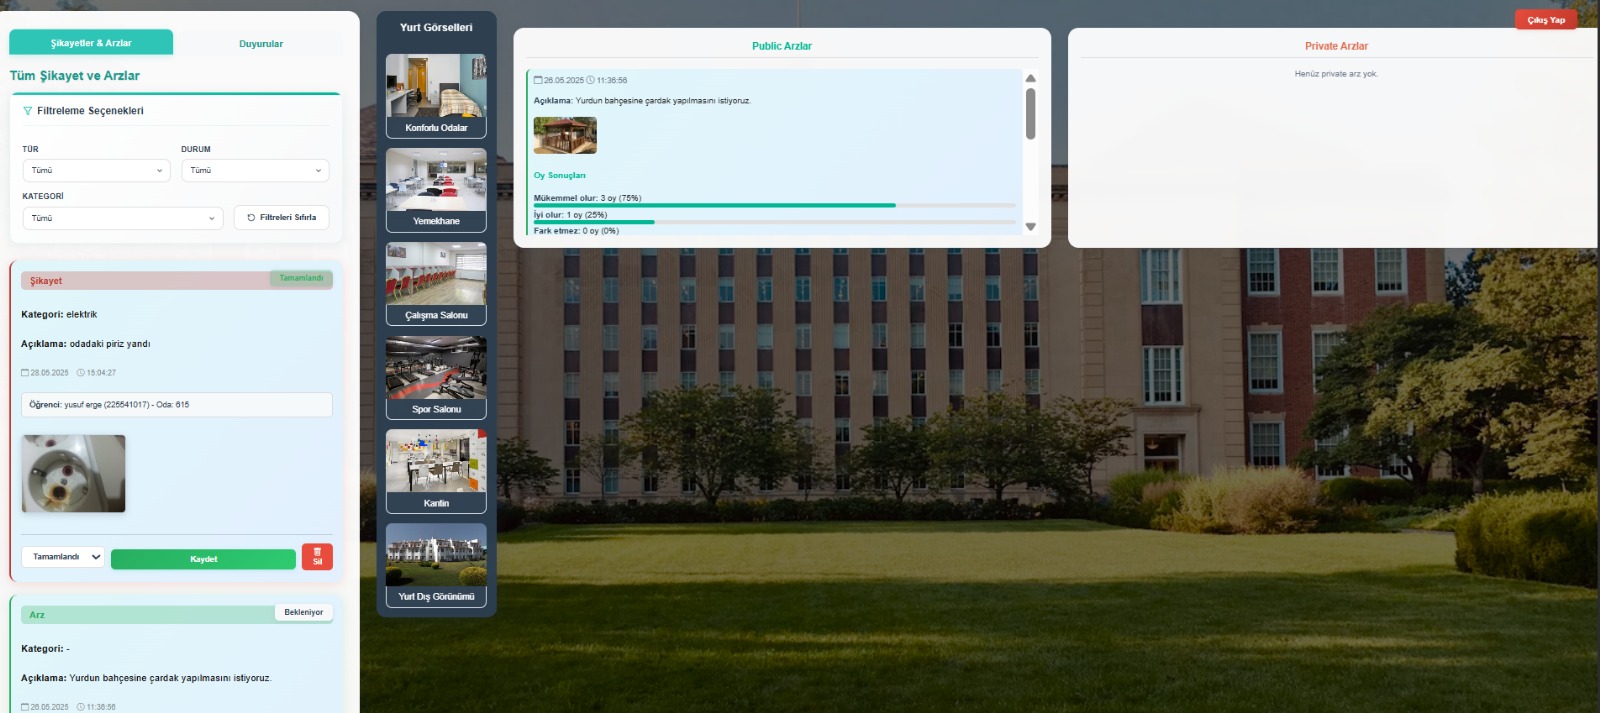 Şikayetler & Arzlar
Duyurular
Tüm Şikayet ve Arzlar
Filtreleme Seçenekleri
TÜR
DURUM
Tümü
Tümü
KATEGORİ
Tümü
Filtreleri Sıfırla
Şikayet
Tamamlandı
Kategori: elektrik
Açıklama: odadaki piriz yandı
28.05.2025 15:04:27
Öğrenci: yusuf erge (225541017) - Oda: 615
Tamamlandı
Kaydet
Sil
Arz
Bekleniyor
Kategori: -
Açıklama: Yurdun bahçesine çardak yapılmasını istiyoruz.
26.05.2025 11:36:56
Yurt Görselleri
Konforlu Odalar
Yemekhane
Çalışma Salonu
Spor Salonu
Kantin
Yurt Dış Görünümü
Public Arzlar
26.05.2025 11:36:56
Açıklama: Yurdun bahçesine çardak yapılmasını istiyoruz.
Oy Sonuçları
Mükemmel olur: 3 oy (75%)
İyi olur: 1 oy (25%)
Fark etmez: 0 oy (0%)
Çıkış Yap
Private Arzlar
Henüz private arz yok.